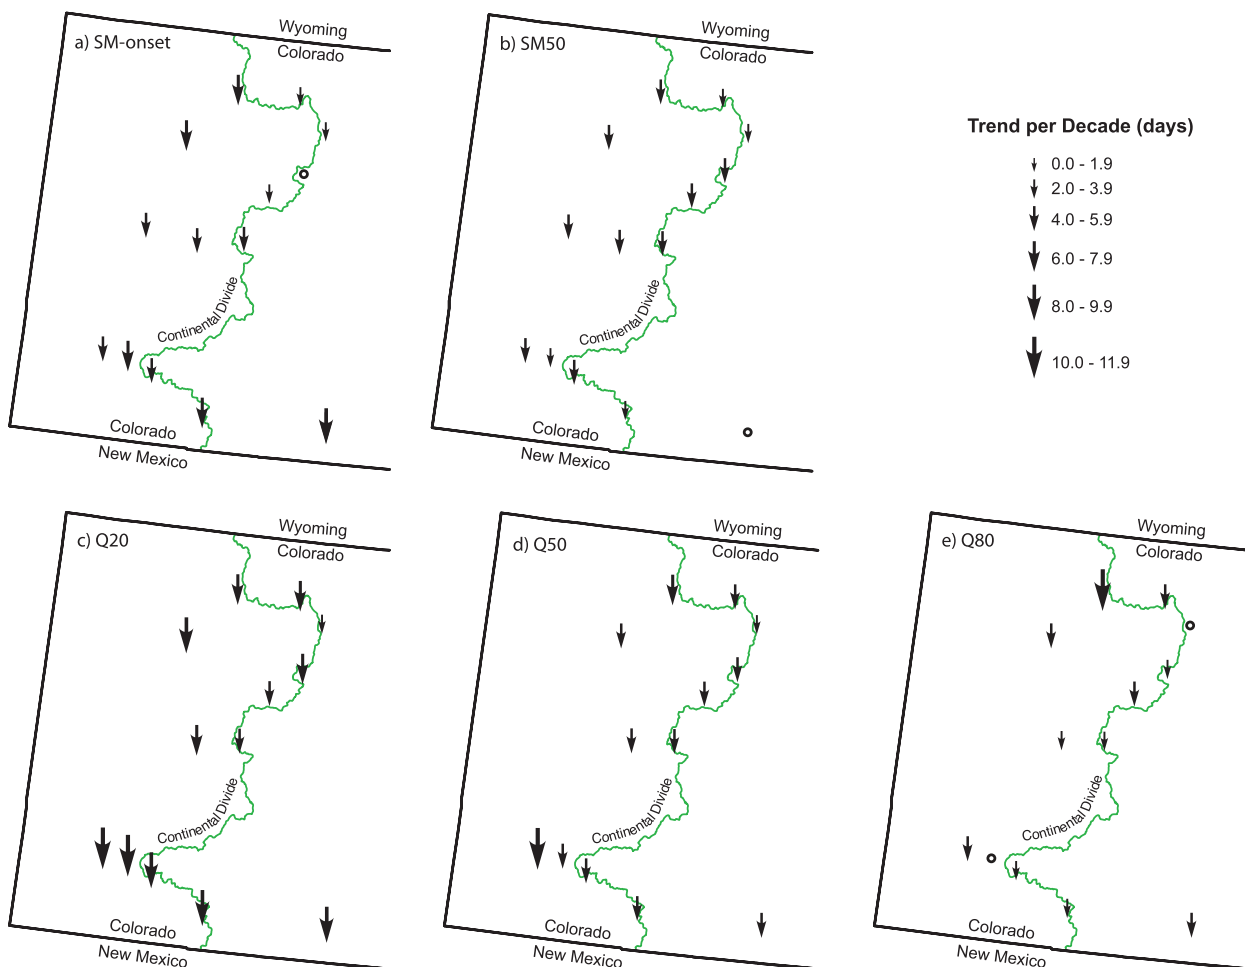 a) SM-onset
Wyoming
Colorado
Continental Divide
Colorado
New Mexico
b) SM50
Wyoming
Colorado
Continental Divide
Colorado
New Mexico
Trend per Decade (days)
0.0 - 1.9
2.0 - 3.9
4.0 - 5.9
6.0 - 7.9
8.0 - 9.9
10.0 - 11.9
c) Q20
Wyoming
Colorado
Continental Divide
Colorado
New Mexico
d) Q50
Wyoming
Colorado
Continental Divide
Colorado
New Mexico
e) Q80
Wyoming
Colorado
Continental Divide
Colorado
New Mexico